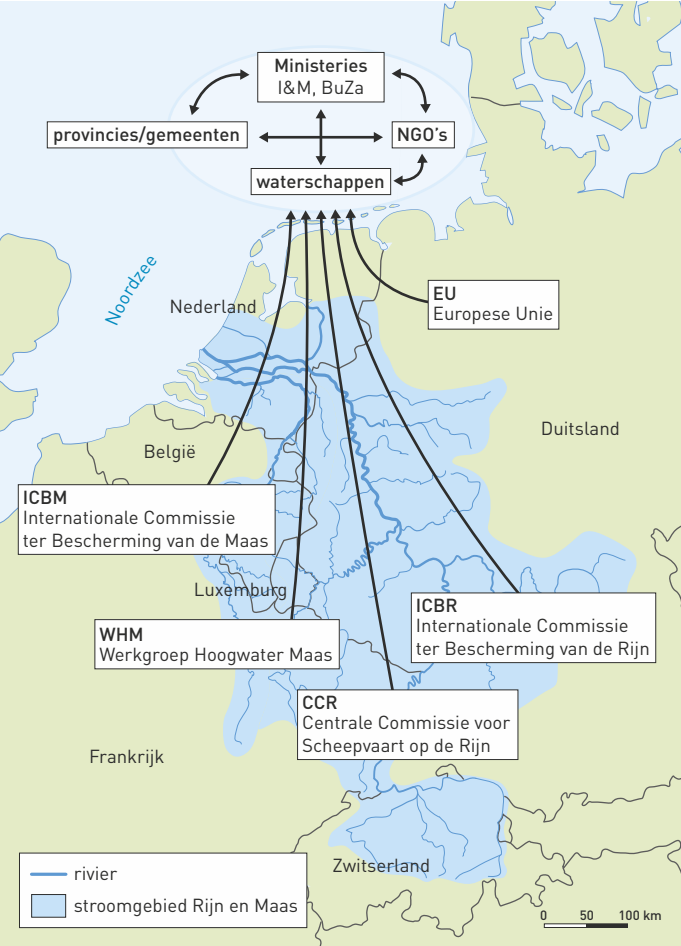 Ministeries
I&M, BuZa
provincies/gemeenten
NGO's
waterschappen
Noordzee
Nederland
EU
Europese Unie
Duitsland
België
ICBM
Internationale Commissie
ter Bescherming van de Maas
Luxemburg
ICBR
Internationale Commissie
ter Bescherming van de Rijn
WHM
Werkgroep Hoogwater Maas
CCR
Centrale Commissie voor
Scheepvaart op de Rijn
Frankrijk
Zwitserland
rivier
stroomgebied Rijn en Maas
0 50 100 km